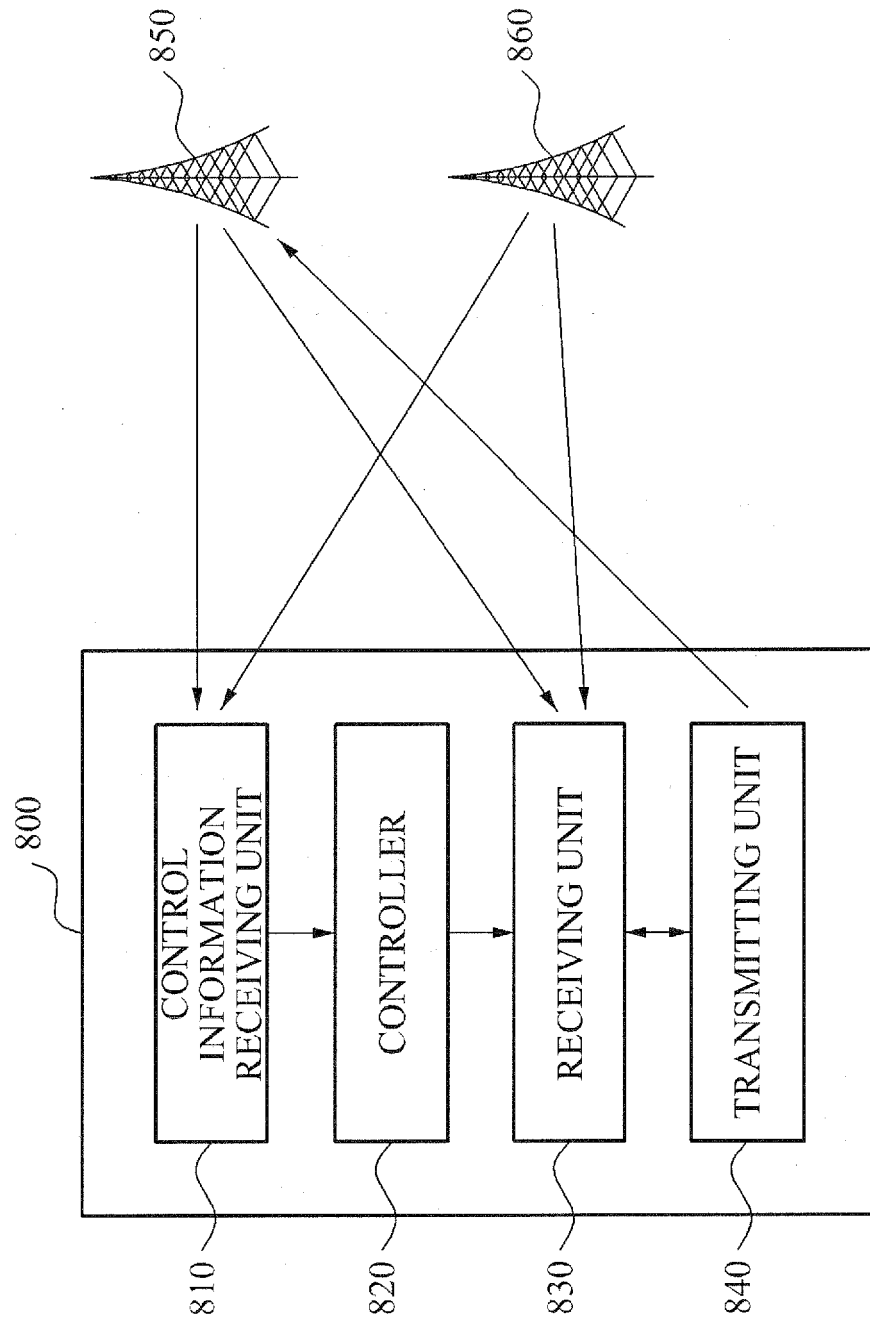 800
CONTROL
INFORMATION
RECEIVING UNIT
810
CONTROLLER
820
RECEIVING UNIT
830
TRANSMITTING UNIT
840
850
860